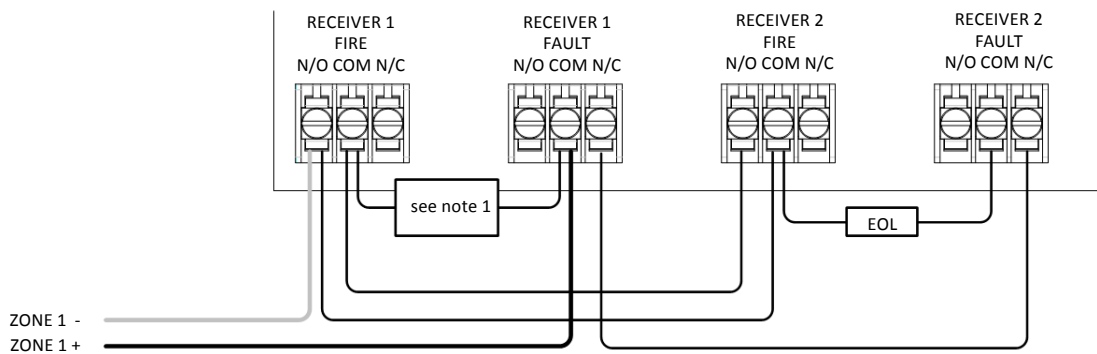 RECEIVER 1
FIRE
N/O COM N/C
RECEIVER 1
FAULT
N/O COM N/C
RECEIVER 2
FIRE
N/O COM N/C
RECEIVER 2
FAULT
N/O COM N/C
see note 1
EOL
ZONE 1 -
ZONE 1 +